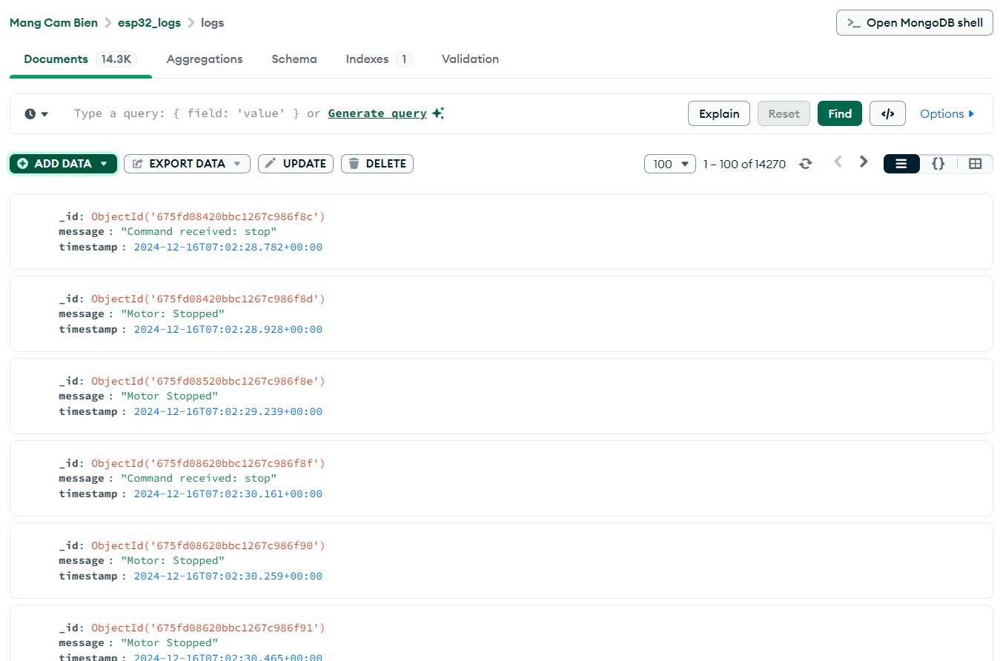 Mang Cam Bien > esp32_logs > logs
>_ Open MongoDB shell
Documents 14.3K Aggregations Schema Indexes 1 Validation
Type a query: { field: 'value' } or Generate query
Explain Reset Find </> Options
ADD DATA EXPORT DATA UPDATE DELETE
100 1 – 100 of 14270 {}
_id: ObjectId('675fd08420bbc1267c986f8c')
message : "Command received: stop"
timestamp : 2024-12-16T07:02:28.782+00:00
_id: ObjectId('675fd08420bbc1267c986f8d')
message : "Motor: Stopped"
timestamp : 2024-12-16T07:02:28.928+00:00
_id: ObjectId('675fd08520bbc1267c986f8e')
message : "Motor Stopped"
timestamp : 2024-12-16T07:02:29.239+00:00
_id: ObjectId('675fd08620bbc1267c986f8f')
message : "Command received: stop"
timestamp : 2024-12-16T07:02:30.161+00:00
_id: ObjectId('675fd08620bbc1267c986f90')
message : "Motor: Stopped"
timestamp : 2024-12-16T07:02:30.259+00:00
_id: ObjectId('675fd08620bbc1267c986f91')
message : "Motor Stopped"
timestamp : 2024-12-16T07:02:30.465+00:00